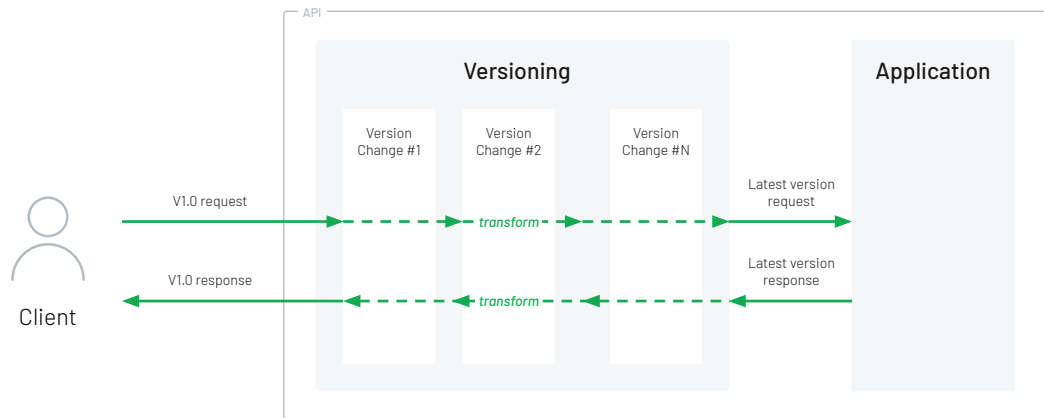 API
Versioning
Application
Version
Change #1
Version
Change #2
Version
Change #N
V1.0 request
transform
Latest version
request
V1.0 response
transform
Latest version
response
Client